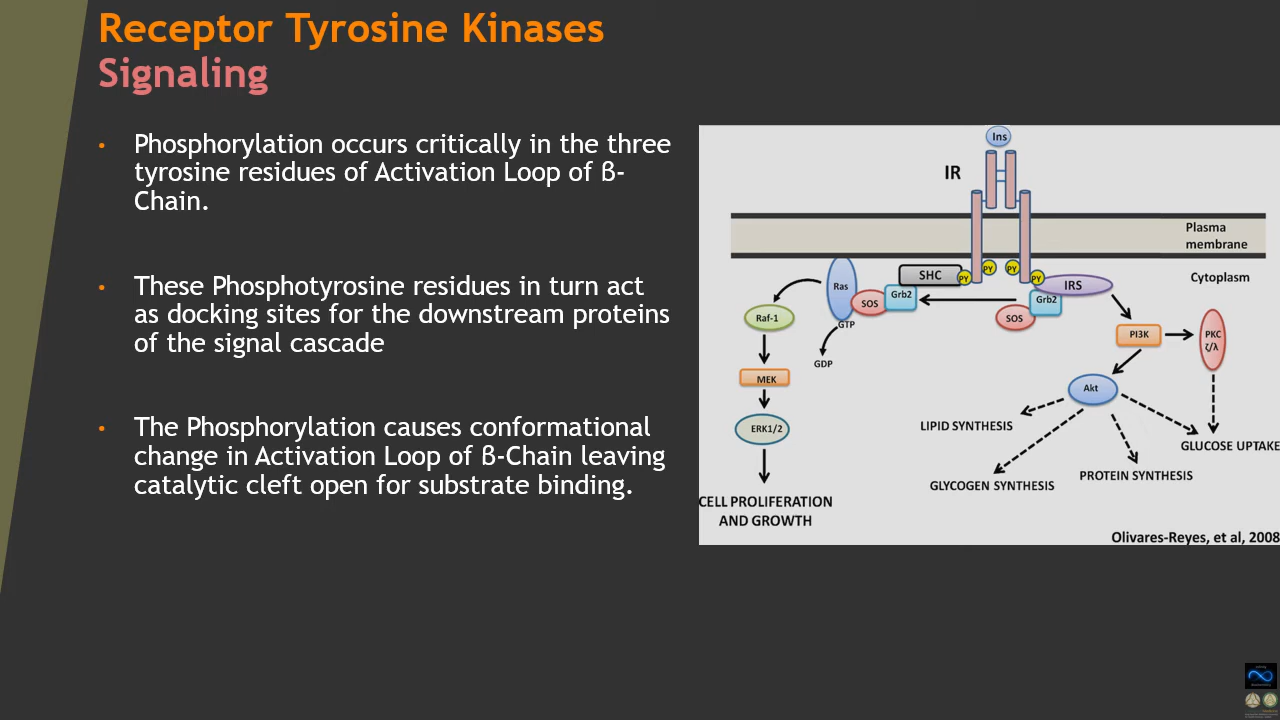 Receptor Tyrosine Kinases
Signaling
• Phosphorylation occurs critically in the three
tyrosine residues of Activation Loop of ß-
Chain.
• These Phosphotyrosine residues in turn act
as docking sites for the downstream proteins
of the signal cascade
• The Phosphorylation causes conformational
change in Activation Loop of ß-Chain leaving
catalytic cleft open for substrate binding.
Ins
IR
Plasma
membrane
Cytoplasm
SHC
PY
PY
PY
PY
IRS
Ras
SOS
Grb2
Grb2
SOS
GTP
GDP
Raf-1
MEK
ERK1/2
CELL PROLIFERATION
AND GROWTH
PI3K
PKC
ζ/λ
Akt
LIPID SYNTHESIS
GLYCOGEN SYNTHESIS
PROTEIN SYNTHESIS
GLUCOSE UPTAKE
Olivares-Reyes, et al, 2008